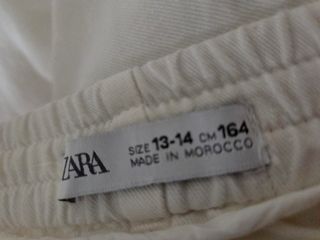 ZARA
SIZE 13-14 CM 164
MADE IN MOROCCO